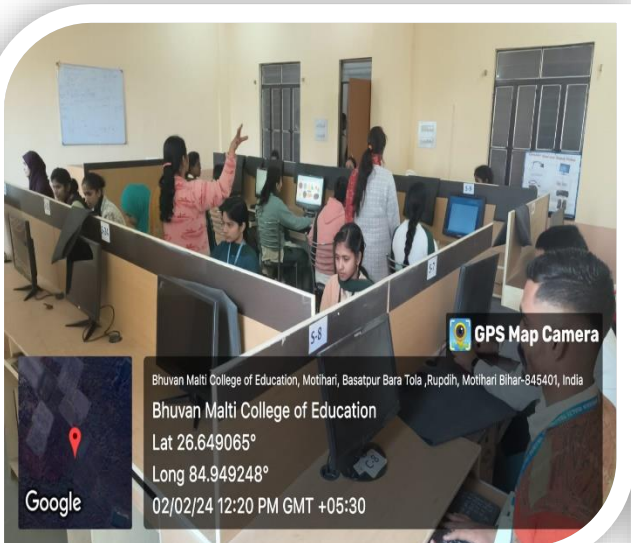 S-9
S-7
S-8
C-8
GPS Map Camera
Bhuvan Malti College of Education, Motihari, Basatpur Bara Tola ,Rupdih, Motihari Bihar-845401, India
Bhuvan Malti College of Education
Lat 26.649065°
Long 84.949248°
02/02/24 12:20 PM GMT +05:30
Google